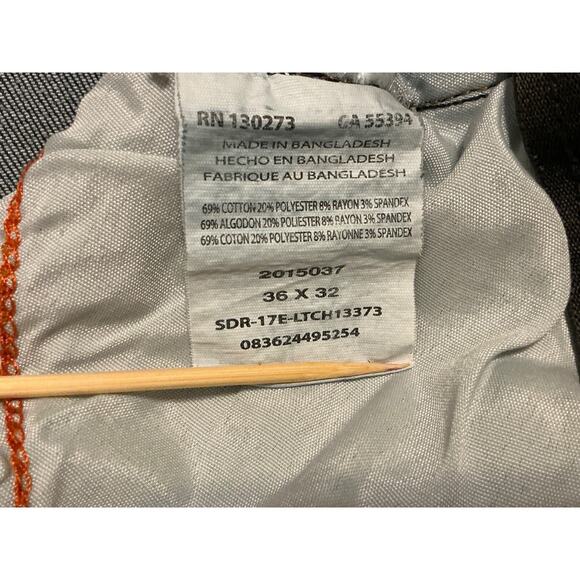 RN 130273 CA 55394
MADE IN BANGLADESH
HECHO EN BANGLADESH
FABRIQUE AU BANGLADESH
69% COTTON 20% POLYESTER 8% RAYON 3% SPANDEX
69% ALGODON 20% POLIESTER 8% RAYON 3% SPANDEX
69% COTON 20% POLYESTER 8% RAYONNE 3% SPANDEX
2015037
36 X 32
SDR-17E-LTCH13373
083624495254